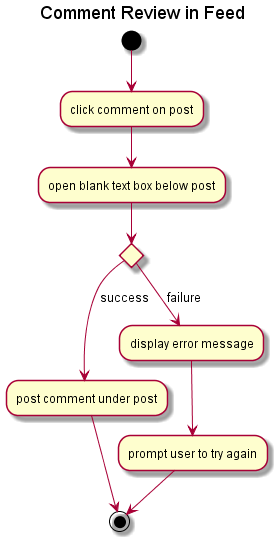 Comment Review in Feed
click comment on post
open blank text box below post
success
failure
display error message
post comment under post
prompt user to try again